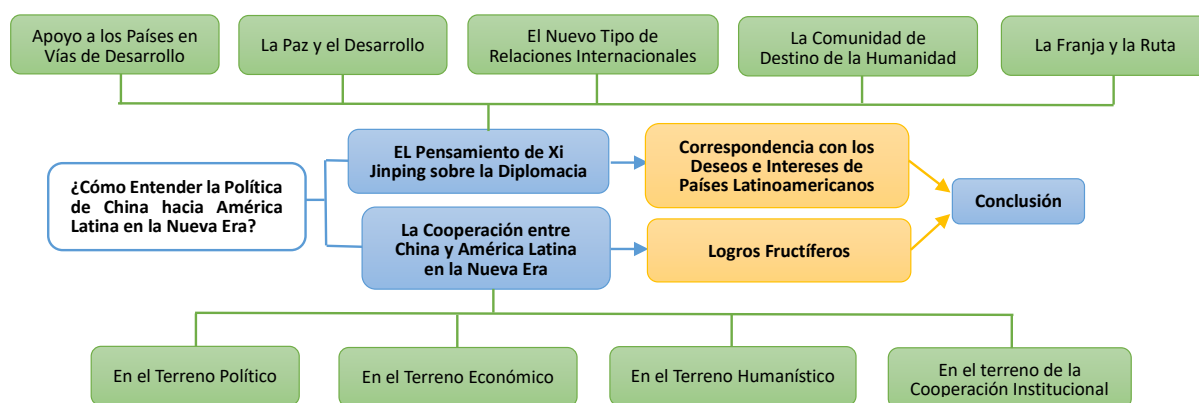 Apoyo a los Países en
Vías de Desarrollo
La Paz y el Desarrollo
El Nuevo Tipo de
Relaciones Internacionales
La Comunidad de
Destino de la Humanidad
La Franja y la Ruta
¿Cómo Entender la Política
de China hacia América
Latina en la Nueva Era?
EL Pensamiento de Xi
Jinping sobre la Diplomacia
Correspondencia con los
Deseos e Intereses de
Países Latinoamericanos
La Cooperación entre
China y América Latina
en la Nueva Era
Logros Fructíferos
Conclusión
En el Terreno Político
En el Terreno Económico
En el Terreno Humanístico
En el terreno de la
Cooperación Institucional